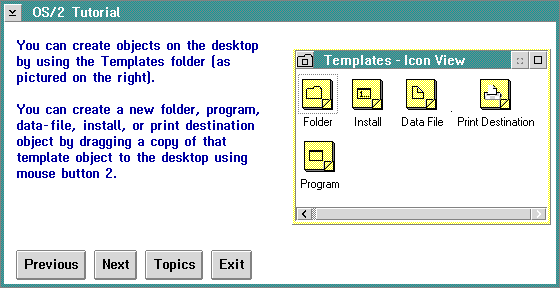 OS/2 Tutorial
You can create objects on the desktop
by using the Templates folder (as
pictured on the right).
You can create a new folder, program,
data-file, install, or print destination
object by dragging a copy of that
template object to the desktop using
mouse button 2.
Templates - Icon View
Folder Install Data File Print Destination
Program
Previous Next Topics Exit